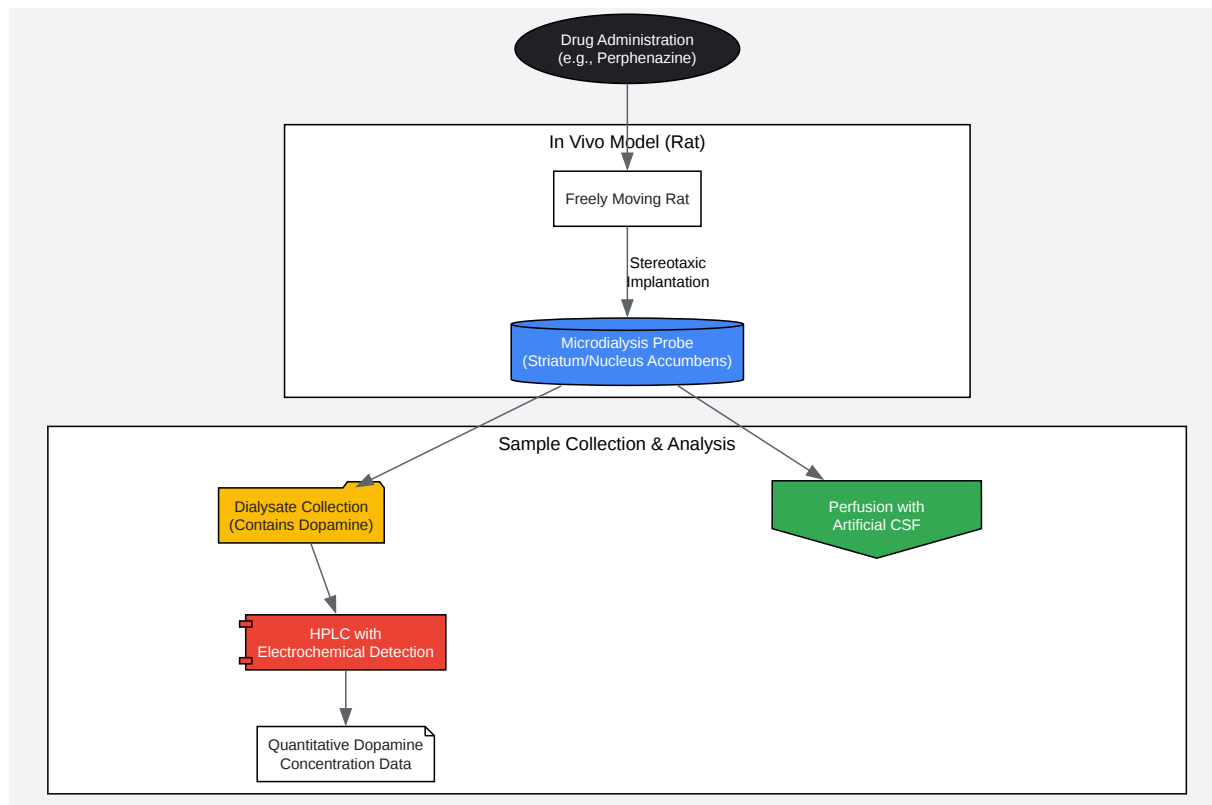 Drug Administration
(e.g., Perphenazine)
In Vivo Model (Rat)
Freely Moving Rat
Stereotaxic
Implantation
Microdialysis Probe
(Striatum/Nucleus Accumbens)
Sample Collection & Analysis
Dialysate Collection
(Contains Dopamine)
Perfusion with
Artificial CSF
HPLC with
Electrochemical Detection
Quantitative Dopamine
Concentration Data